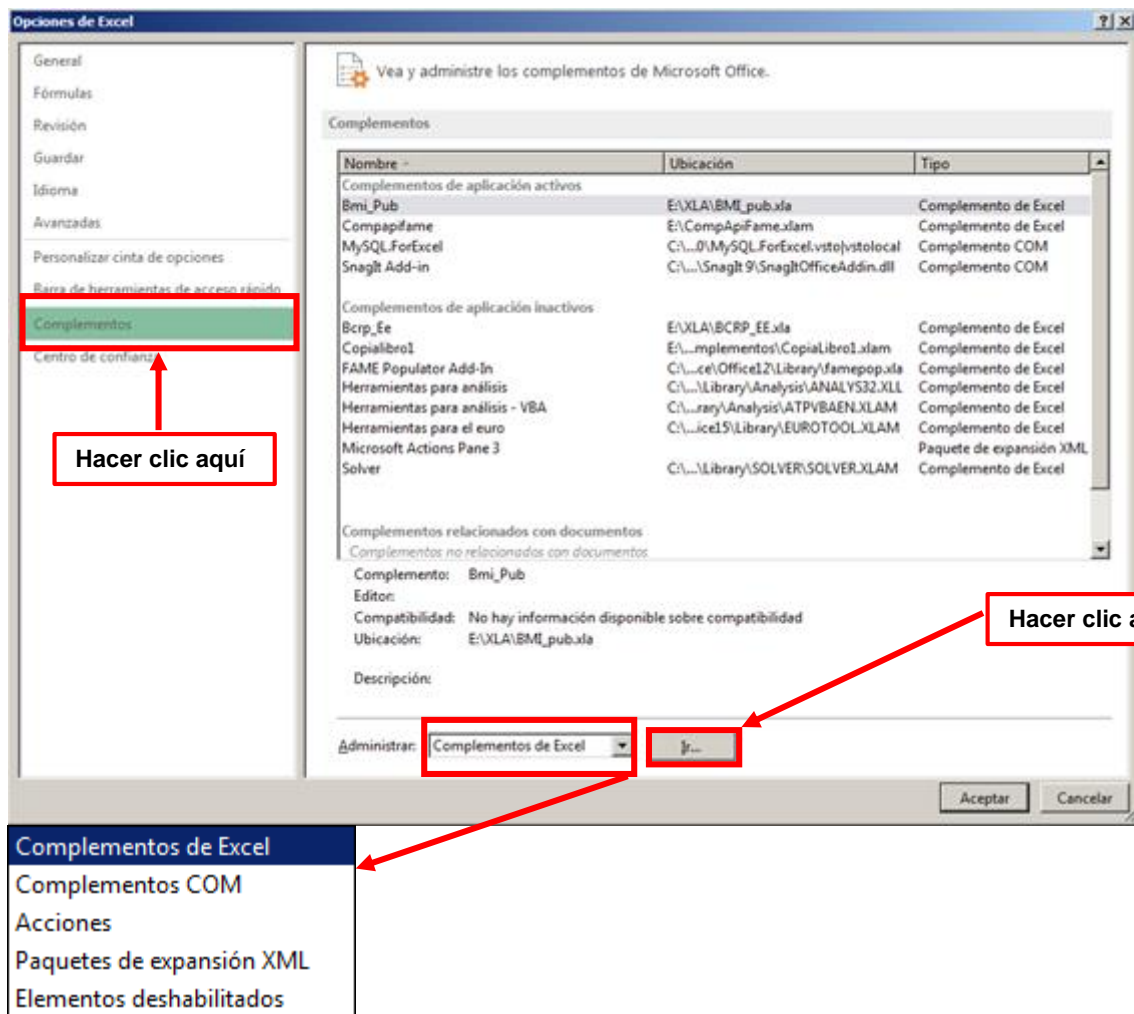 Opciones de Excel
General
Fórmulas
Revisión
Guardar
Idioma
Avanzadas
Personalizar cinta de opciones
Barra de herramientas de acceso rápido
Complementos
Centro de confianza
Hacer clic aquí
Vea y administre los complementos de Microsoft Office.
Complementos
Nombre Ubicación Tipo
Complementos de aplicación activos
Bmi_Pub E:\XLA\BMI_pub.xla Complemento de Excel
Compapifame E:\CompApiFame.xlam Complemento de Excel
MySQL.ForExcel C:\...0\MySQL.ForExcel.vsto|vstolocal Complemento COM
SnagIt Add-in C:\...\SnagIt 9\SnagItOfficeAddin.dll Complemento COM
Complementos de aplicación inactivos
Bcrp_Ee E:\XLA\BCRP_EE.xla Complemento de Excel
Copialibro1 E:\...mplementos\CopiaLibro1.xlam Complemento de Excel
FAME Populator Add-In C:\...ce\Office12\Library\famepop.xla Complemento de Excel
Herramientas para análisis C:\...\Library\Analysis\ANALYS32.XLL Complemento de Excel
Herramientas para análisis - VBA C:\...rary\Analysis\ATPVBAEN.XLAM Complemento de Excel
Herramientas para el euro C:\...ice15\Library\EUROTOOL.XLAM Complemento de Excel
Microsoft Actions Pane 3 Paquete de expansión XML
Solver C:\...\Library\SOLVER\SOLVER.XLAM Complemento de Excel
Complementos relacionados con documentos
Complementos no relacionados con documentos
Complemento: Bmi_Pub
Editor:
Compatibilidad: No hay información disponible sobre compatibilidad
Ubicación: E:\XLA\BMI_pub.xla
Descripción:
Hacer clic a
Administrar: Complementos de Excel Ir...
Aceptar Cancelar
Complementos de Excel
Complementos COM
Acciones
Paquetes de expansión XML
Elementos deshabilitados